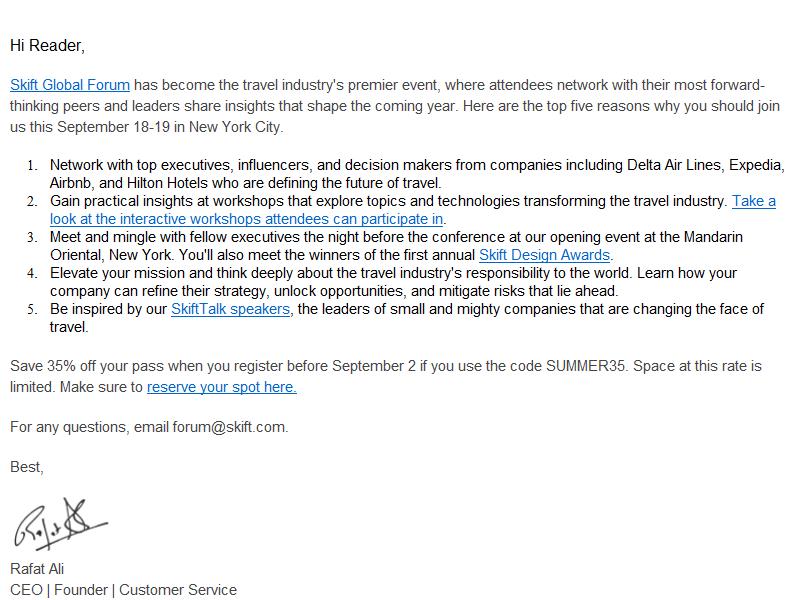 Hi Reader,
Skift Global Forum has become the travel industry's premier event, where attendees network with their most forward-
thinking peers and leaders share insights that shape the coming year. Here are the top five reasons why you should join
us this September 18-19 in New York City.
1. Network with top executives, influencers, and decision makers from companies including Delta Air Lines, Expedia,
Airbnb, and Hilton Hotels who are defining the future of travel.
2. Gain practical insights at workshops that explore topics and technologies transforming the travel industry. Take a
look at the interactive workshops attendees can participate in.
3. Meet and mingle with fellow executives the night before the conference at our opening event at the Mandarin
Oriental, New York. You'll also meet the winners of the first annual Skift Design Awards.
4. Elevate your mission and think deeply about the travel industry's responsibility to the world. Learn how your
company can refine their strategy, unlock opportunities, and mitigate risks that lie ahead.
5. Be inspired by our SkiftTalk speakers, the leaders of small and mighty companies that are changing the face of
travel.
Save 35% off your pass when you register before September 2 if you use the code SUMMER35. Space at this rate is
limited. Make sure to reserve your spot here.
For any questions, email forum@skift.com.
Best,
Rafat Ali
CEO | Founder | Customer Service